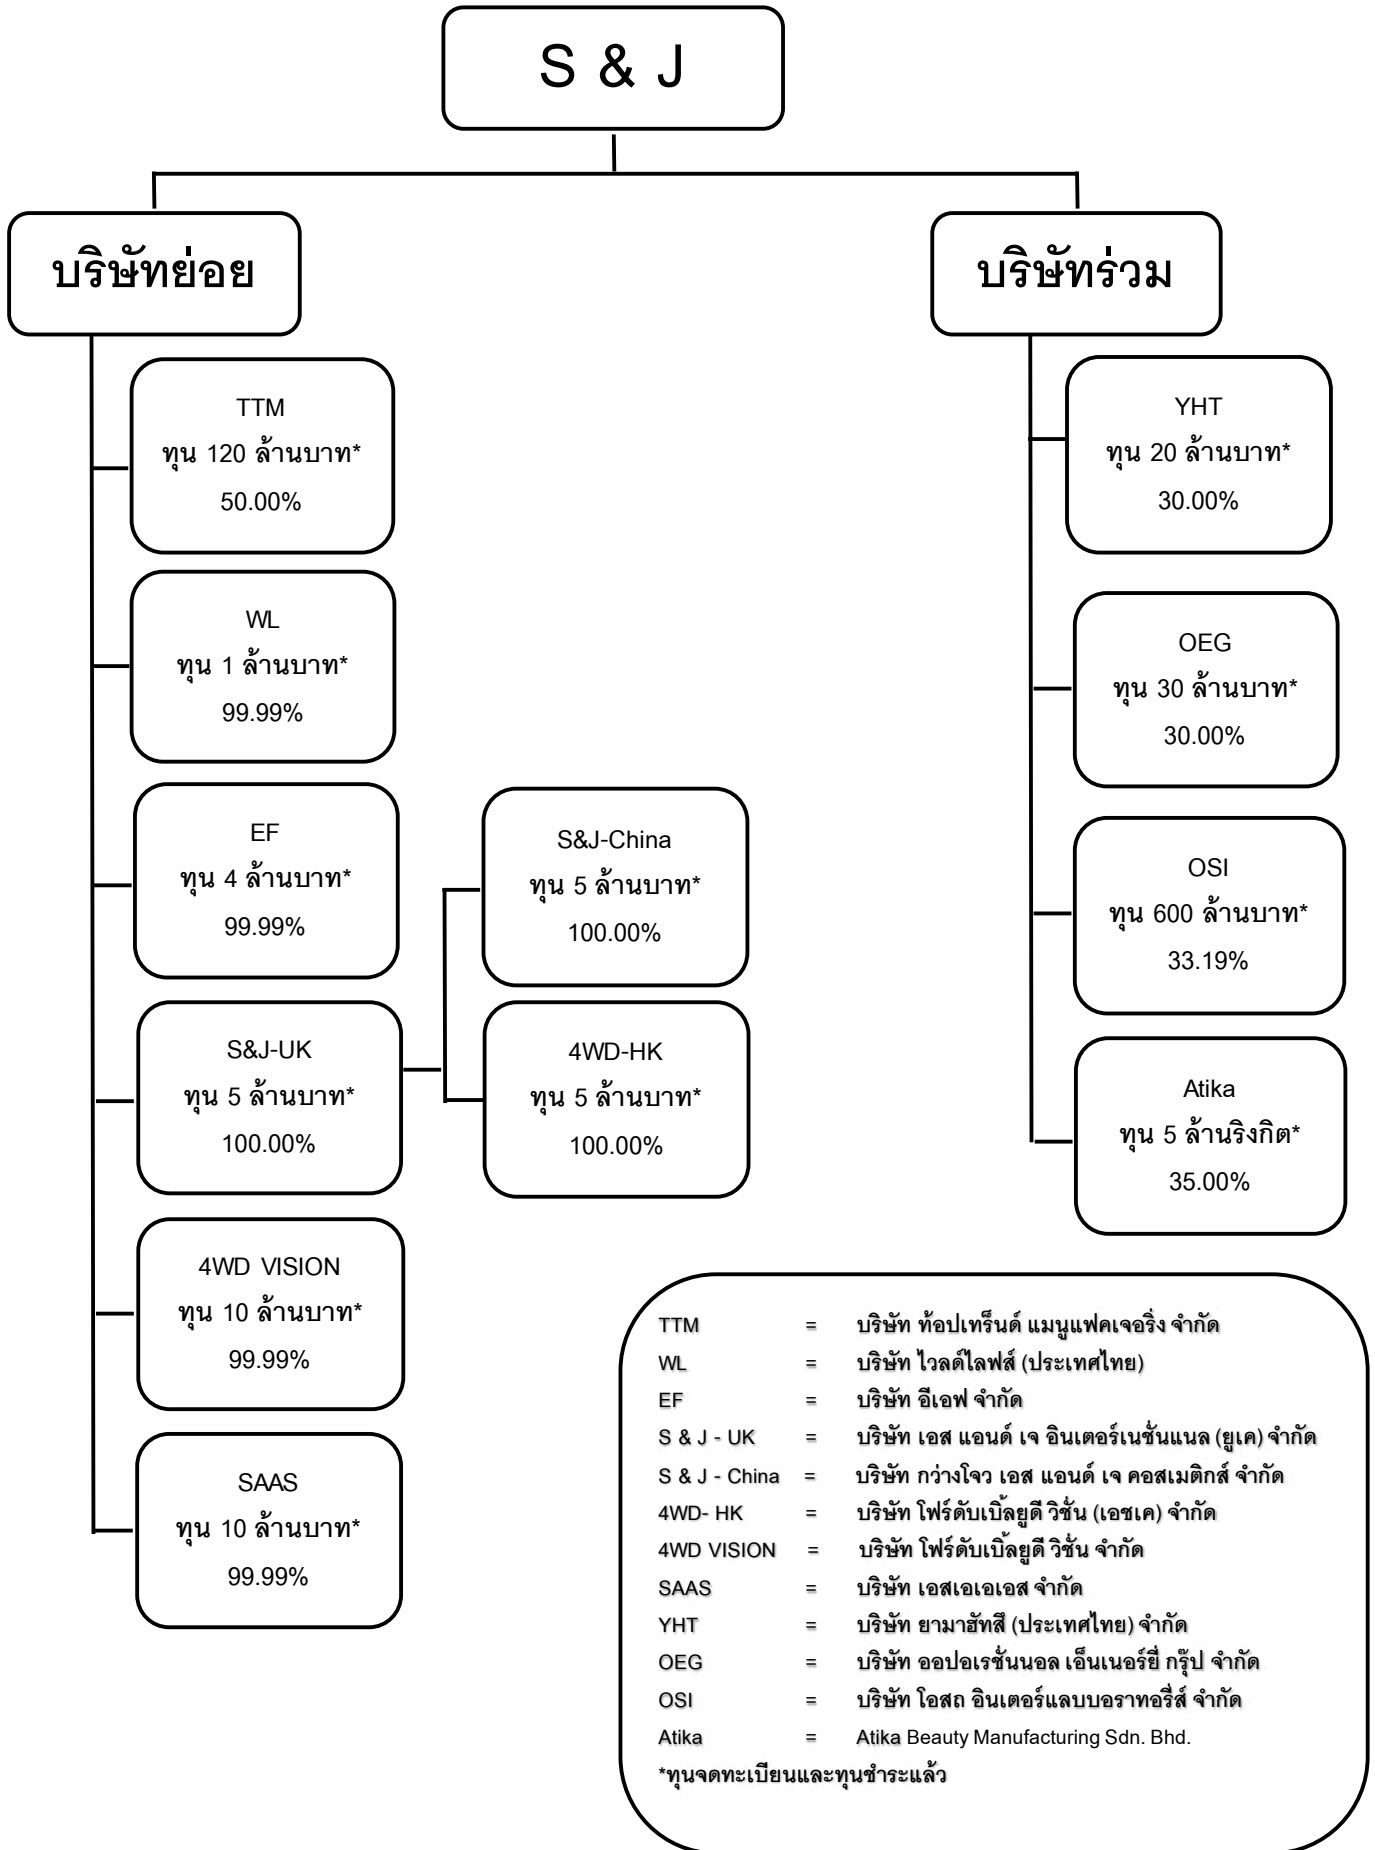 S & J
บริษัทย่อย
TTM
ทุน 120 ล้านบาท*
50.00%
WL
ทุน 1 ล้านบาท*
99.99%
EF
ทุน 4 ล้านบาท*
99.99%
S&J-China
ทุน 5 ล้านบาท*
100.00%
S&J-UK
ทุน 5 ล้านบาท*
100.00%
4WD-HK
ทุน 5 ล้านบาท*
100.00%
4WD VISION
ทุน 10 ล้านบาท*
99.99%
SAAS
ทุน 10 ล้านบาท*
99.99%
บริษัทร่วม
YHT
ทุน 20 ล้านบาท*
30.00%
OEG
ทุน 30 ล้านบาท*
30.00%
OSI
ทุน 600 ล้านบาท*
33.19%
Atika
ทุน 5 ล้านริงกิต*
35.00%
TTM = บริษัท ท้อปเทร็นด์ แมนูแฟคเจอริ่ง จำกัด
WL = บริษัท ไวลด์ไลฟส์ (ประเทศไทย)
EF = บริษัท อีเอฟ จำกัด
S & J - UK = บริษัท เอส แอนด์ เจ อินเตอร์เนชั่นแนล (ยูเค) จำกัด
S & J - China = บริษัท กว่างโจว เอส แอนด์ เจ คอสเมติกส์ จำกัด
4WD- HK = บริษัท โฟร์ดับเบิ้ลยูดี วิชั่น (เอชเค) จำกัด
4WD VISION = บริษัท โฟร์ดับเบิ้ลยูดี วิชั่น จำกัด
SAAS = บริษัท เอสเอเอเอส จำกัด
YHT = บริษัท ยามาฮัทสึ (ประเทศไทย) จำกัด
OEG = บริษัท ออปอเรชั่นนอล เอ็นเนอร์ยี่ กรุ๊ป จำกัด
OSI = บริษัท โอสถ อินเตอร์แลบบอราทอรี่ส์ จำกัด
Atika = Atika Beauty Manufacturing Sdn. Bhd.
*ทุนจดทะเบียนและทุนชำระแล้ว